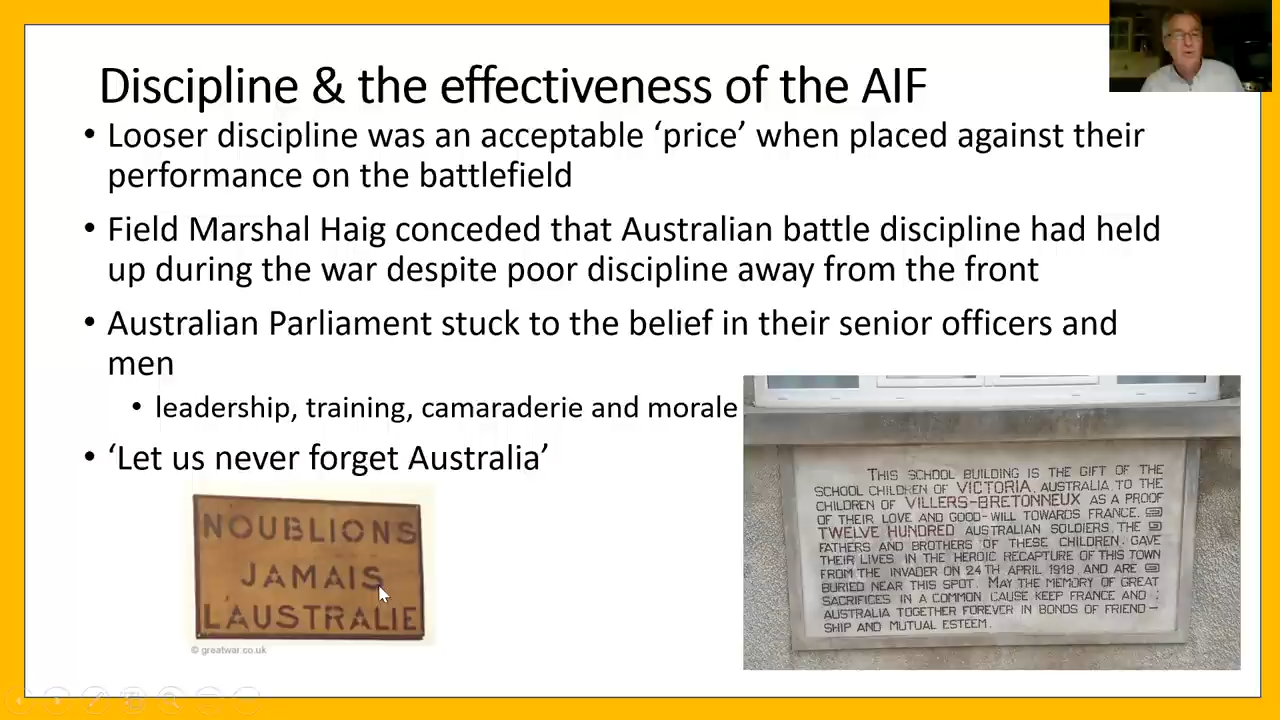 Discipline & the effectiveness of the AIF
• Looser discipline was an acceptable ‘price’ when placed against their
performance on the battlefield
• Field Marshal Haig conceded that Australian battle discipline had held
up during the war despite poor discipline away from the front
• Australian Parliament stuck to the belief in their senior officers and
men
• leadership, training, camaraderie and morale
• ‘Let us never forget Australia’
NOUBLIONS
JAMAIS
LAUSTRALIE
© greatwar.co.uk
THIS SCHOOL BUILDING IS THE GIFT OF THE
SCHOOL CHILDREN OF VICTORIA, AUSTRALIA, TO THE
CHILDREN OF VILLERS-BRETONNEUX AS A PROOF
OF THEIR LOVE AND GOOD-WILL TOWARDS FRANCE.
TWELVE HUNDRED AUSTRALIAN SOLDIERS, THE
FATHERS AND BROTHERS OF THESE CHILDREN, GAVE
THEIR LIVES IN THE HEROIC RECAPTURE OF THIS TOWN
FROM THE INVADER ON 24TH APRIL 1918, AND ARE
BURIED NEAR THIS SPOT. MAY THE MEMORY OF GREAT
SACRIFICES IN A COMMON CAUSE KEEP FRANCE AND
AUSTRALIA TOGETHER FOREVER IN BONDS OF FRIEND-
SHIP AND MUTUAL ESTEEM.